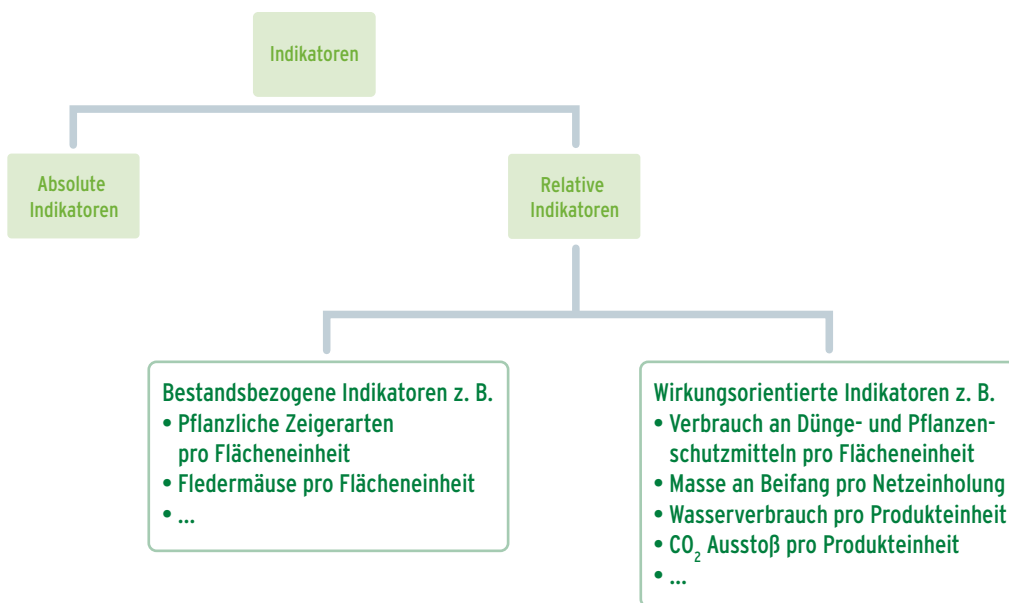 Indikatoren
Absolute
Indikatoren
Relative
Indikatoren
Bestandsbezogene Indikatoren z. B.
• Pflanzliche Zeigerarten
pro Flächeneinheit
• Fledermäuse pro Flächeneinheit
• ...
Wirkungsorientierte Indikatoren z. B.
• Verbrauch an Dünge- und Pflanzen-
schutzmitteln pro Flächeneinheit
• Masse an Beifang pro Netzeinholung
• Wasserverbrauch pro Produkteinheit
• CO₂ Ausstoß pro Produkteinheit
• ...